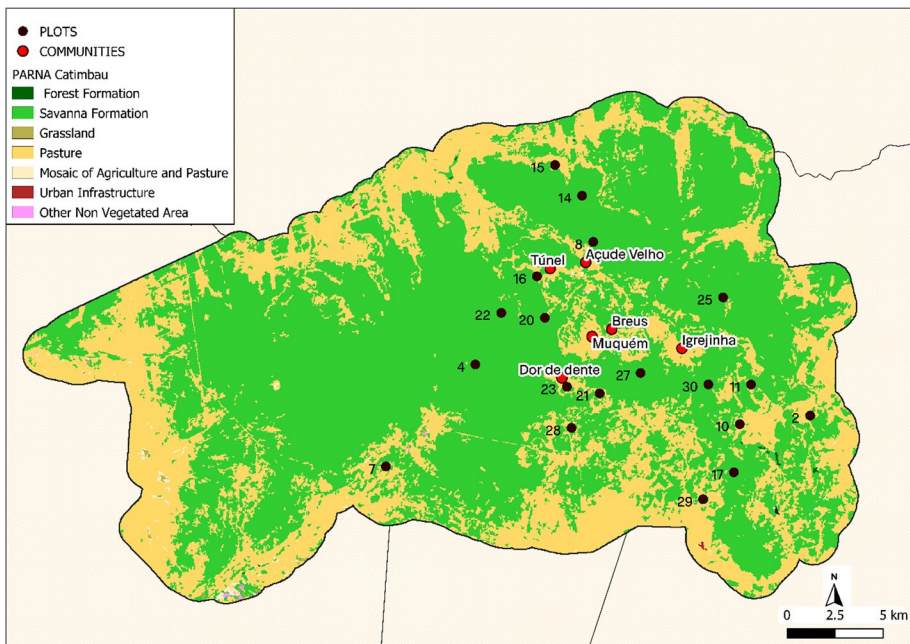 PLOTS
COMMUNITIES
PARNA Catimbau
Forest Formation
Savanna Formation
Grassland
Pasture
Mosaic of Agriculture and Pasture
Urban Infrastructure
Other Non Vegetated Area
15
14
8
Açude Velho
Túnel
16
25
22
20
Breus
Muquém
Igrejinha
4
Dor de dente
27
23
21
30
11
2
10
28
7
17
29
N
0 2.5 5 km